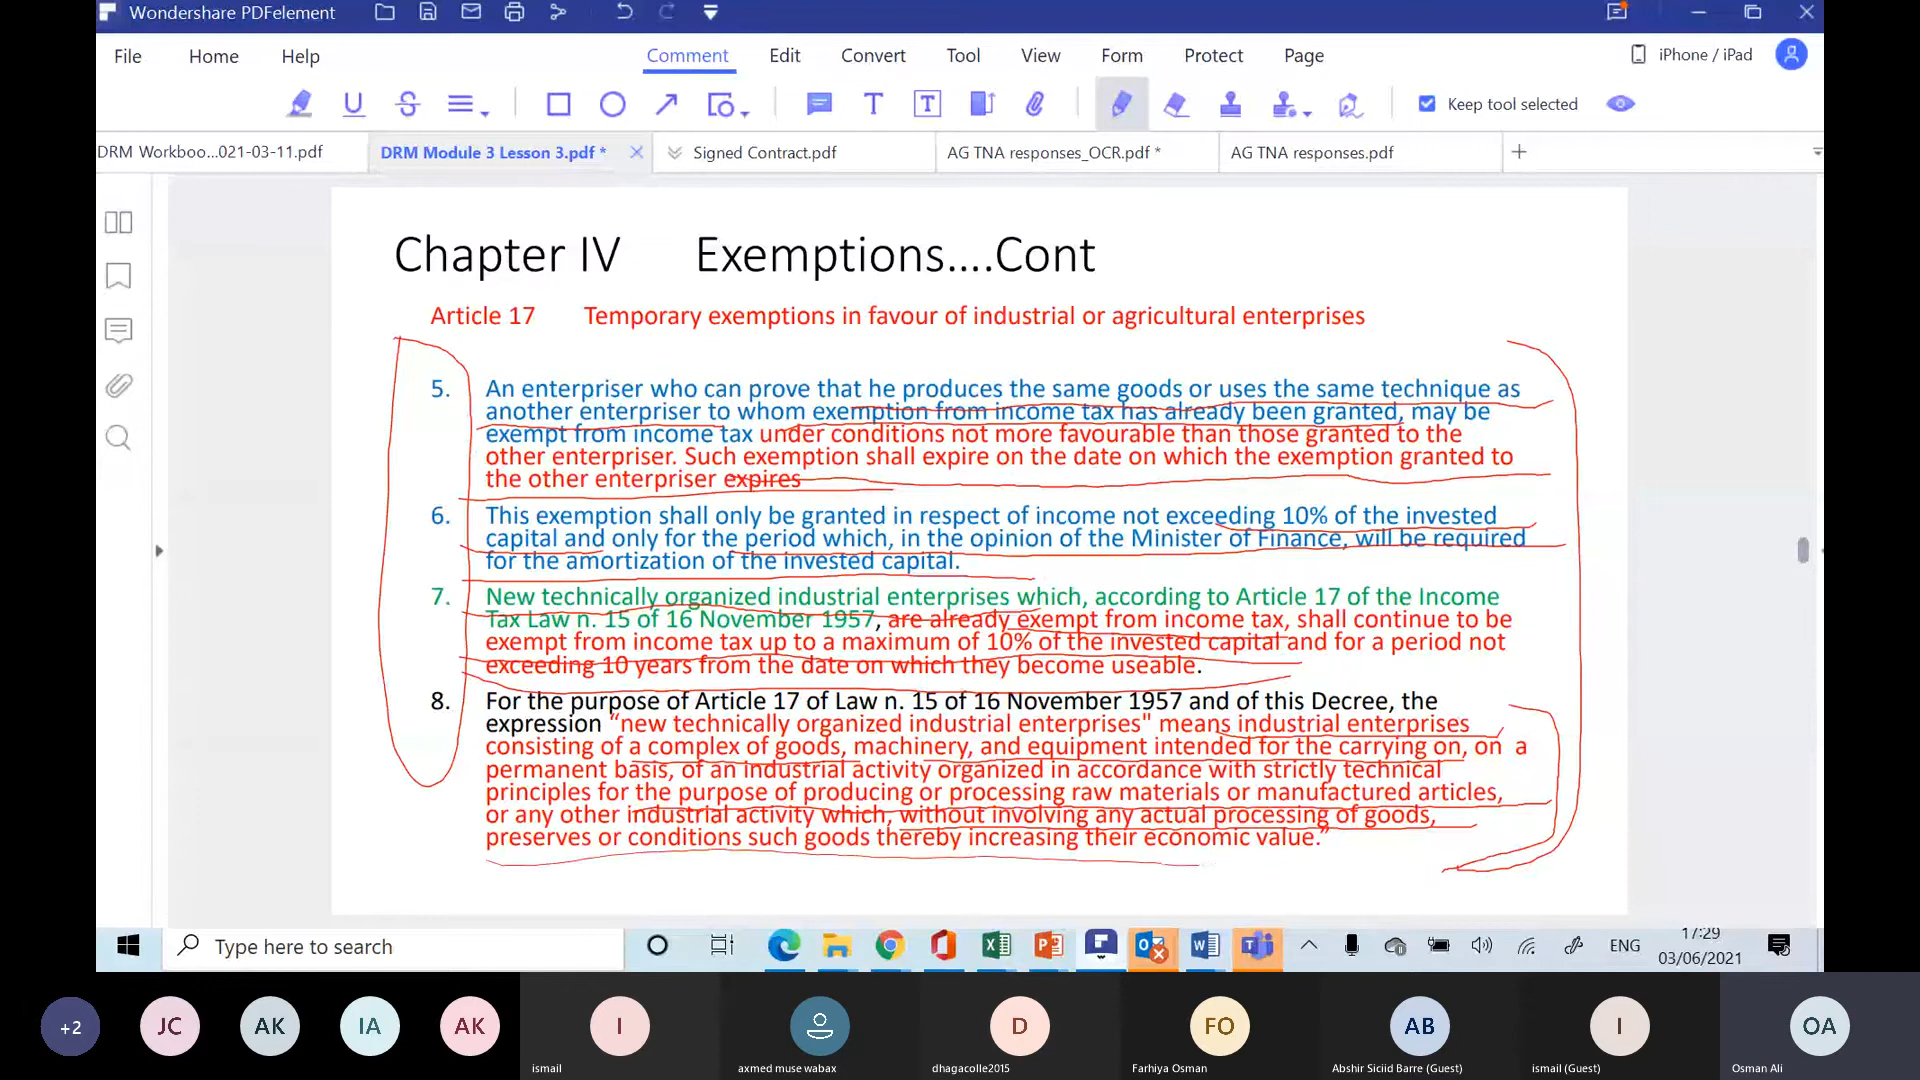 Wondershare PDFelement
File Home Help Comment Edit Convert Tool View Form Protect Page iPhone / iPad
Keep tool selected
DRM Workboo...021-03-11.pdf DRM Module 3 Lesson 3.pdf * Signed Contract.pdf AG TNA responses_OCR.pdf * AG TNA responses.pdf
Chapter IV Exemptions....Cont
Article 17 Temporary exemptions in favour of industrial or agricultural enterprises
5. An enterpriser who can prove that he produces the same goods or uses the same technique as
another enterpriser to whom exemption from income tax has already been granted, may be
exempt from income tax under conditions not more favourable than those granted to the
other enterpriser. Such exemption shall expire on the date on which the exemption granted to
the other enterpriser expires
6. This exemption shall only be granted in respect of income not exceeding 10% of the invested
capital and only for the period which, in the opinion of the Minister of Finance, will be required
for the amortization of the invested capital.
7. New technically organized industrial enterprises which, according to Article 17 of the Income
Tax Law n. 15 of 16 November 1957, are already exempt from income tax, shall continue to be
exempt from income tax up to a maximum of 10% of the invested capital and for a period not
exceeding 10 years from the date on which they become useable.
8. For the purpose of Article 17 of Law n. 15 of 16 November 1957 and of this Decree, the
expression “new technically organized industrial enterprises" means industrial enterprises
consisting of a complex of goods, machinery, and equipment intended for the carrying on, on a
permanent basis, of an industrial activity organized in accordance with strictly technical
principles for the purpose of producing or processing raw materials or manufactured articles,
or any other industrial activity which, without involving any actual processing of goods,
preserves or conditions such goods thereby increasing their economic value.”
Type here to search
ENG
17:29
03/06/2021
+2 JC AK IA AK I D FO AB I OA
ismail axmed muse wabax dhagacolle2015 Farhiya Osman Abshir Siciid Barre (Guest) ismail (Guest) Osman Ali